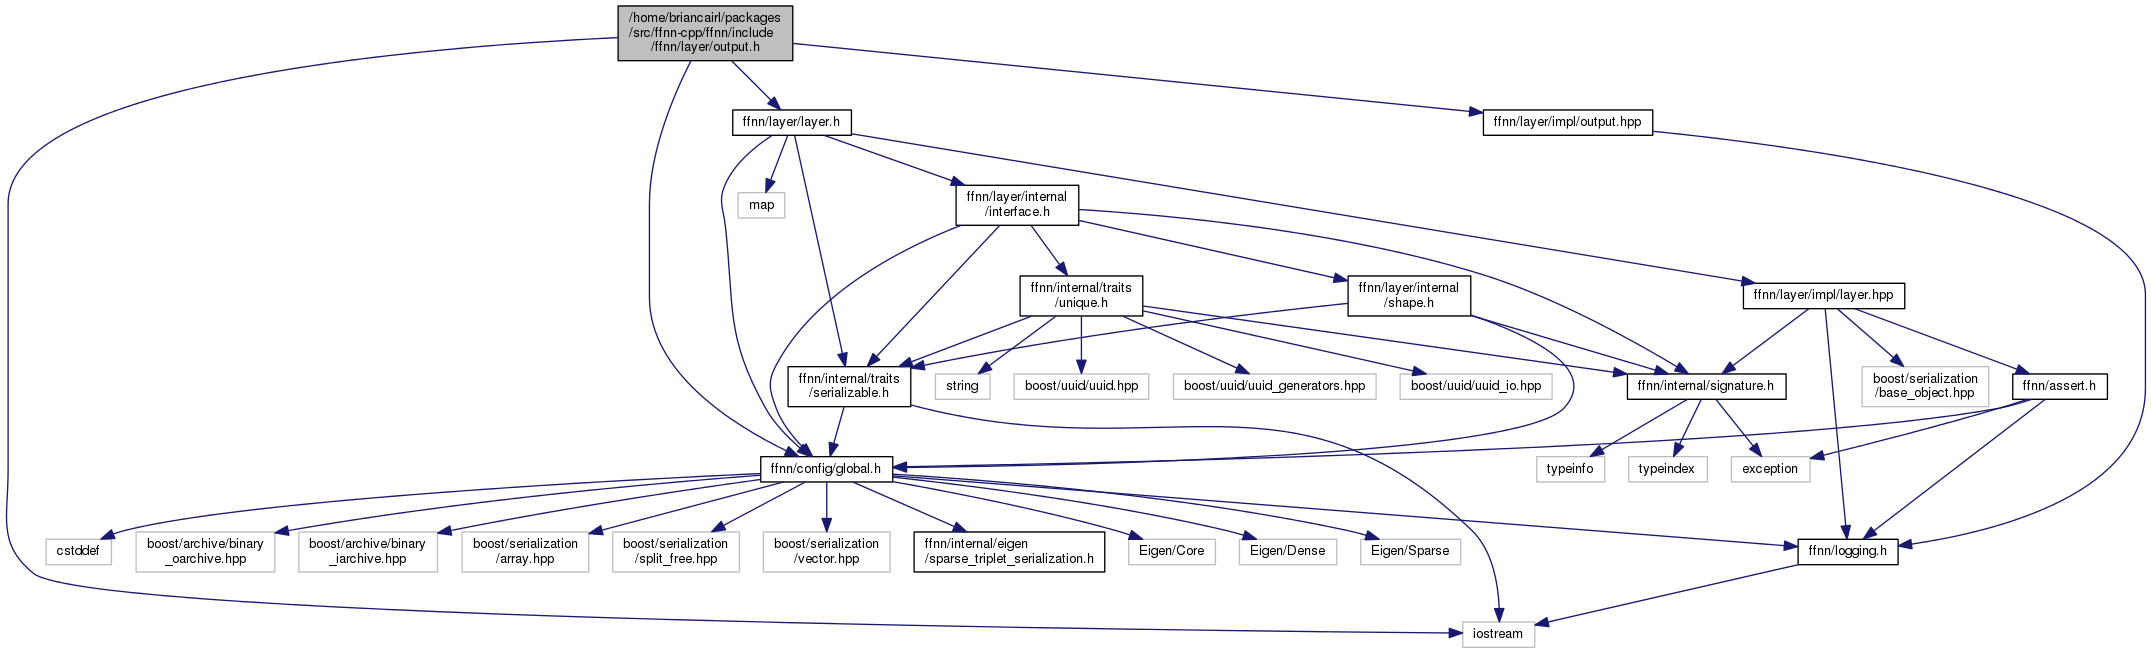 /home/briancairl/packages
/src/ffnn-cpp/ffnn/include
/ffnn/layer/output.h
ffnn/layer/layer.h
ffnn/layer/impl/output.hpp
map
ffnn/layer/internal
/interface.h
ffnn/internal/traits
/unique.h
ffnn/layer/internal
/shape.h
ffnn/layer/impl/layer.hpp
ffnn/internal/traits
/serializable.h
string
boost/uuid/uuid.hpp
boost/uuid/uuid_generators.hpp
boost/uuid/uuid_io.hpp
ffnn/internal/signature.h
boost/serialization
/base_object.hpp
ffnn/assert.h
ffnn/config/global.h
typeinfo
typeindex
exception
cstddef
boost/archive/binary
_oarchive.hpp
boost/archive/binary
_iarchive.hpp
boost/serialization
/array.hpp
boost/serialization
/split_free.hpp
boost/serialization
/vector.hpp
ffnn/internal/eigen
/sparse_triplet_serialization.h
Eigen/Core
Eigen/Dense
Eigen/Sparse
ffnn/logging.h
iostream